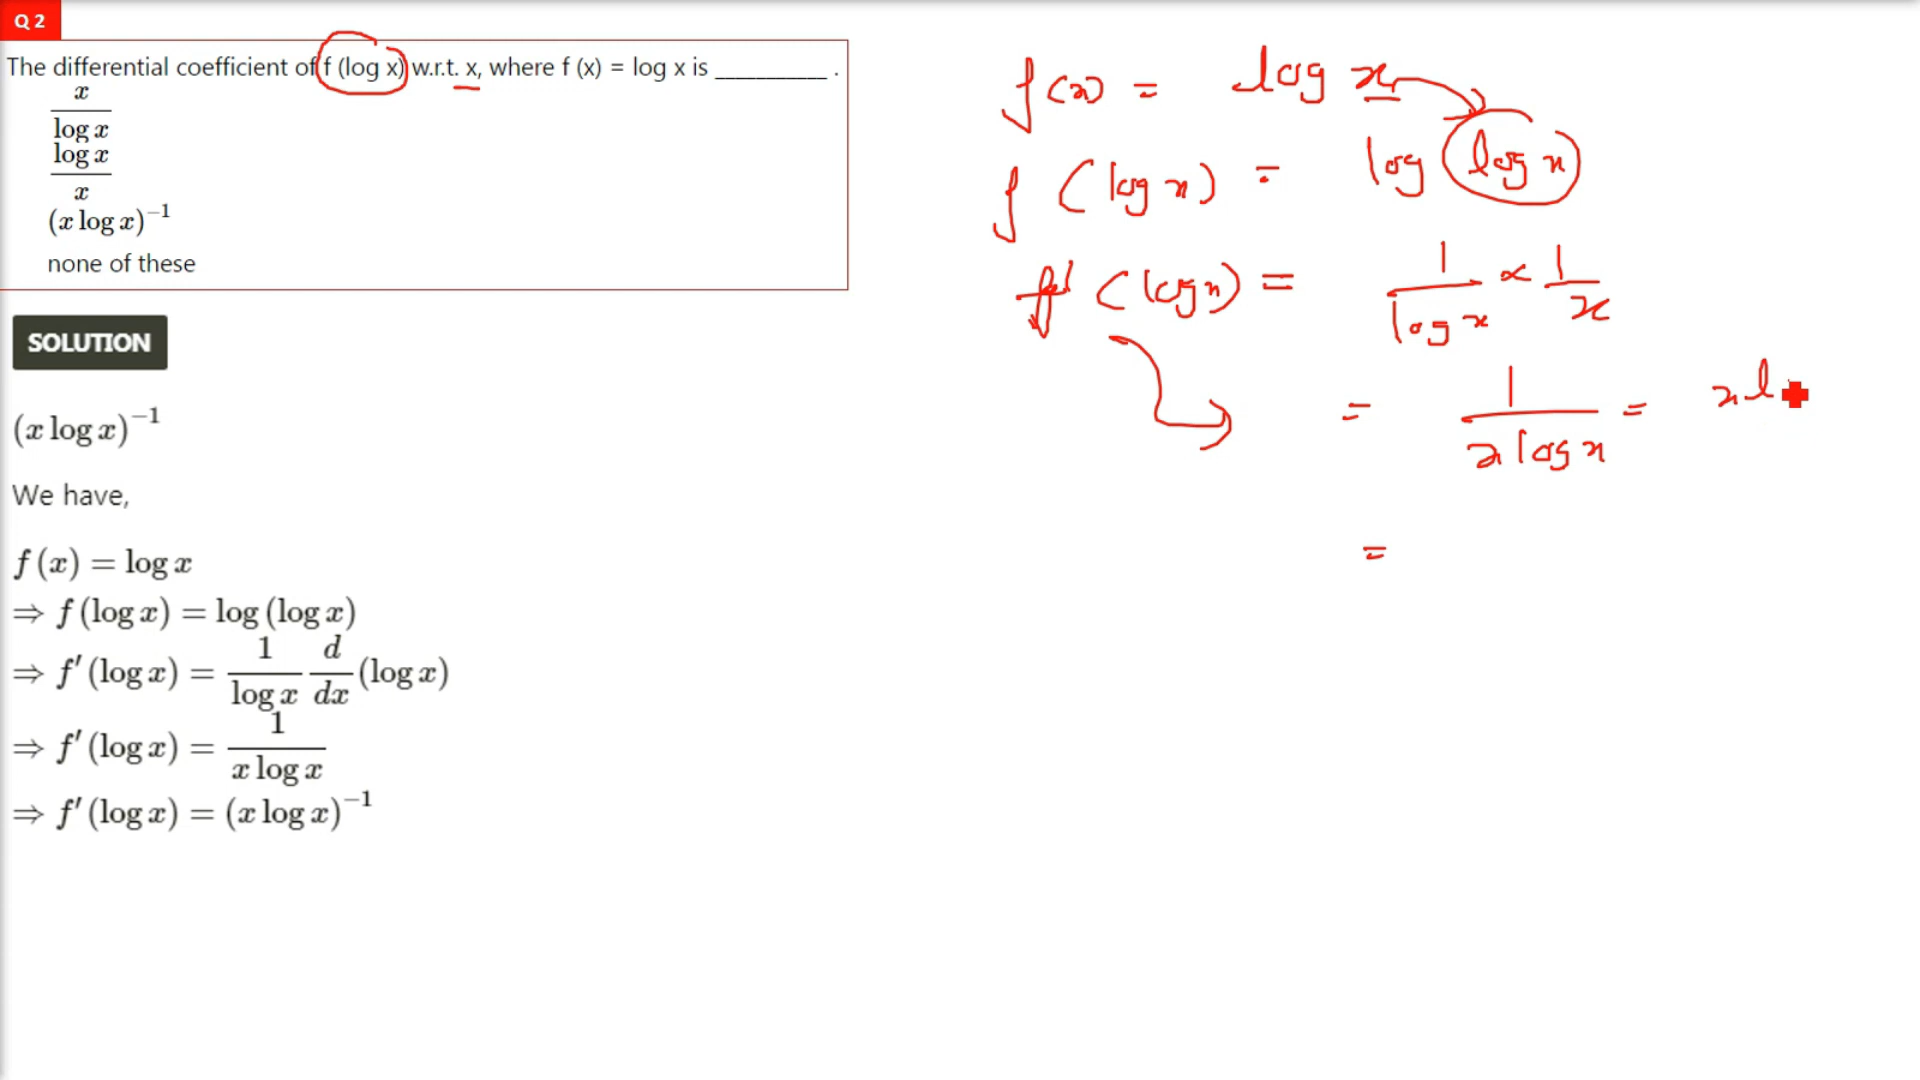 Q 2
The differential coefficient of f (log x) w.r.t. x, where f (x) = log x is ___________ .
x
log x
log x
x
(x log x)⁻¹
none of these
SOLUTION
(x log x)⁻¹
We have,
f (x) = log x
⇒ f (log x) = log (log x)
⇒ f′ (log x) = 1/log x d/dx (log x)
⇒ f′ (log x) = 1/x log x
⇒ f′ (log x) = (x log x)⁻¹
f(x) = log x
f (log x) = log (log x)
f' (log x) = 1/log x × 1/x
= 1/x log x = x l
=